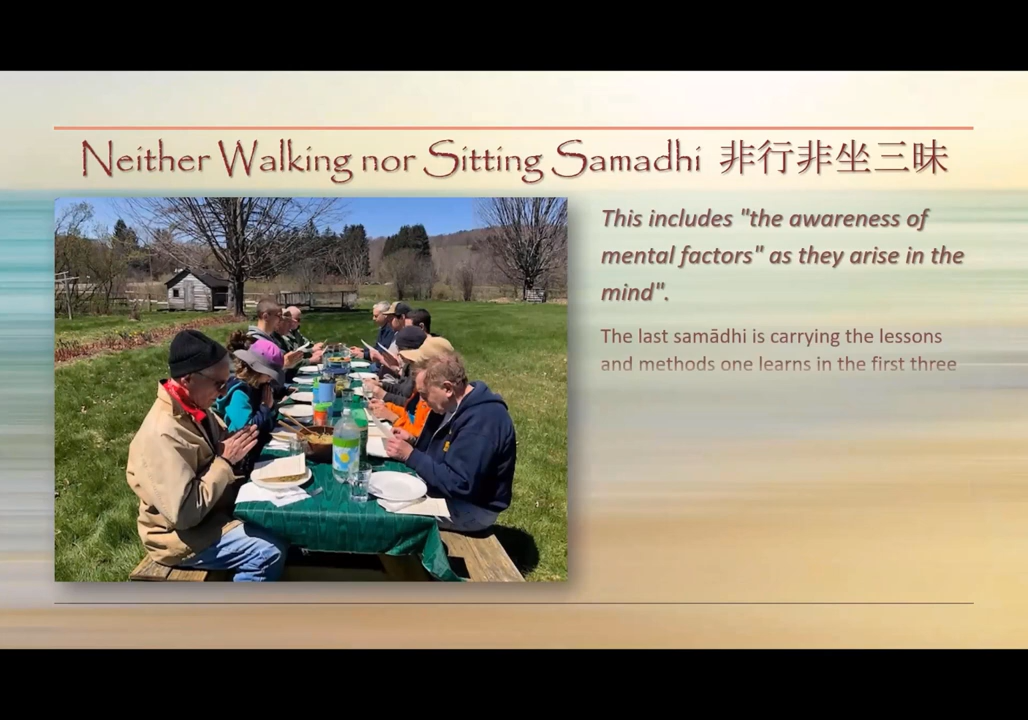 Neither Walking nor Sitting Samadhi 非行非坐三昧
This includes "the awareness of
mental factors" as they arise in the
mind".
The last samādhi is carrying the lessons
and methods one learns in the first three